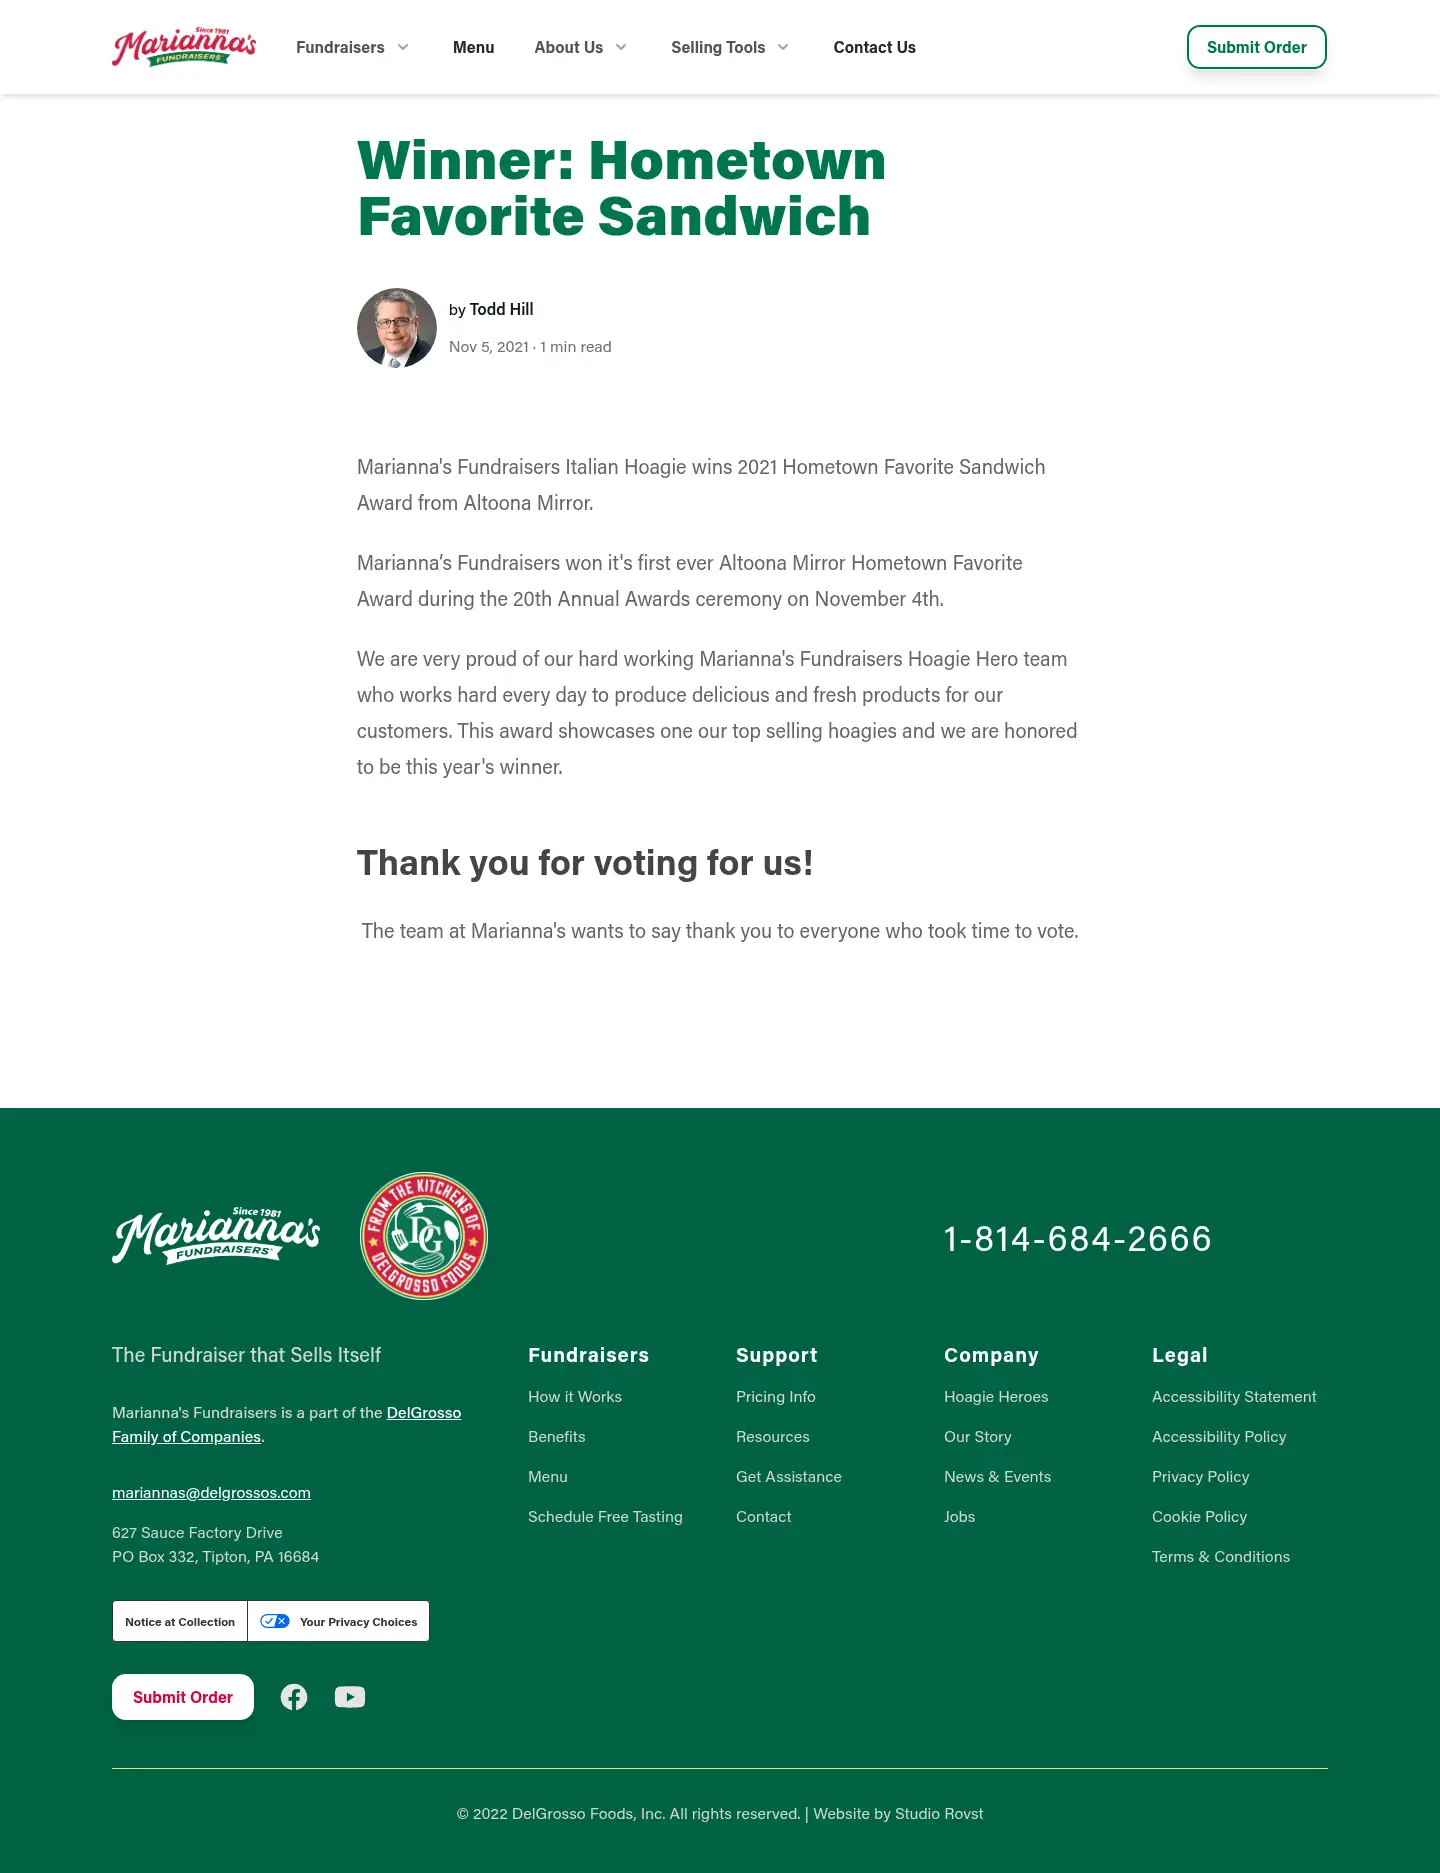 Since 1981
Marianna's
FUNDRAISERS
Fundraisers
Menu
About Us
Selling Tools
Contact Us
Submit Order
Winner: Hometown
Favorite Sandwich
by Todd Hill
Nov 5, 2021 · 1 min read
Marianna's Fundraisers Italian Hoagie wins 2021 Hometown Favorite Sandwich
Award from Altoona Mirror.
Marianna’s Fundraisers won it's first ever Altoona Mirror Hometown Favorite
Award during the 20th Annual Awards ceremony on November 4th.
We are very proud of our hard working Marianna's Fundraisers Hoagie Hero team
who works hard every day to produce delicious and fresh products for our
customers. This award showcases one our top selling hoagies and we are honored
to be this year's winner.
Thank you for voting for us!
The team at Marianna's wants to say thank you to everyone who took time to vote.
Since 1981
Marianna's
FUNDRAISERS
FROM THE KITCHENS OF
DG
DELGROSSO FOODS
1-814-684-2666
The Fundraiser that Sells Itself
Marianna's Fundraisers is a part of the DelGrosso
Family of Companies.
mariannas@delgrossos.com
627 Sauce Factory Drive
PO Box 332, Tipton, PA 16684
Notice at Collection
Your Privacy Choices
Submit Order
Fundraisers
How it Works
Benefits
Menu
Schedule Free Tasting
Support
Pricing Info
Resources
Get Assistance
Contact
Company
Hoagie Heroes
Our Story
News & Events
Jobs
Legal
Accessibility Statement
Accessibility Policy
Privacy Policy
Cookie Policy
Terms & Conditions
© 2022 DelGrosso Foods, Inc. All rights reserved. | Website by Studio Rovst